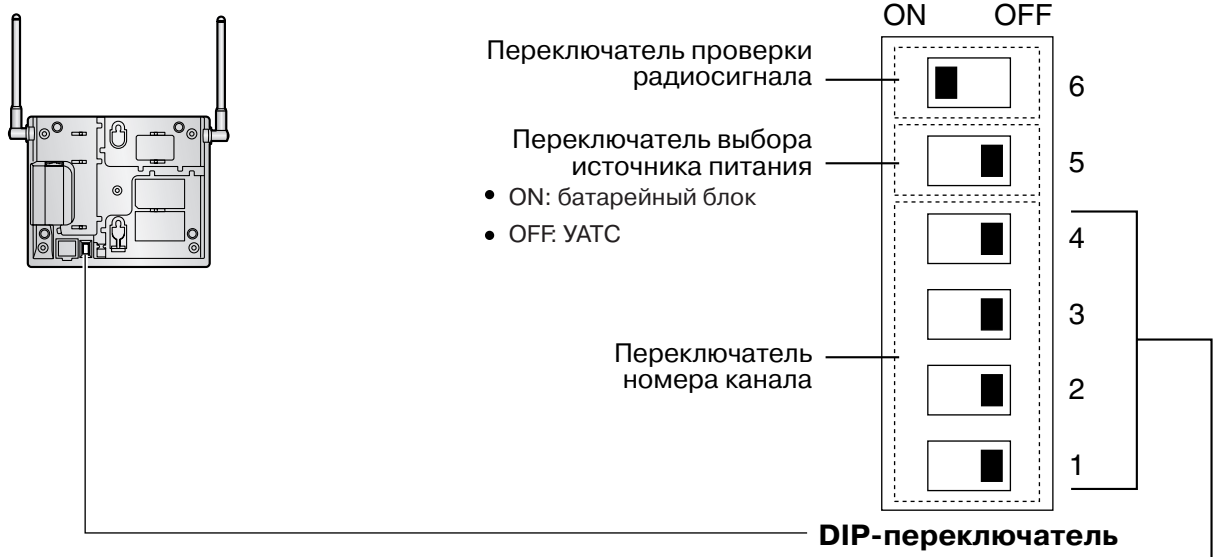 ON OFF
Переключатель проверки
радиосигнала
6
Переключатель выбора
источника питания
5
• ON: батарейный блок
• OFF: УАТС
4
3
Переключатель
номера канала
2
1
DIP-переключатель